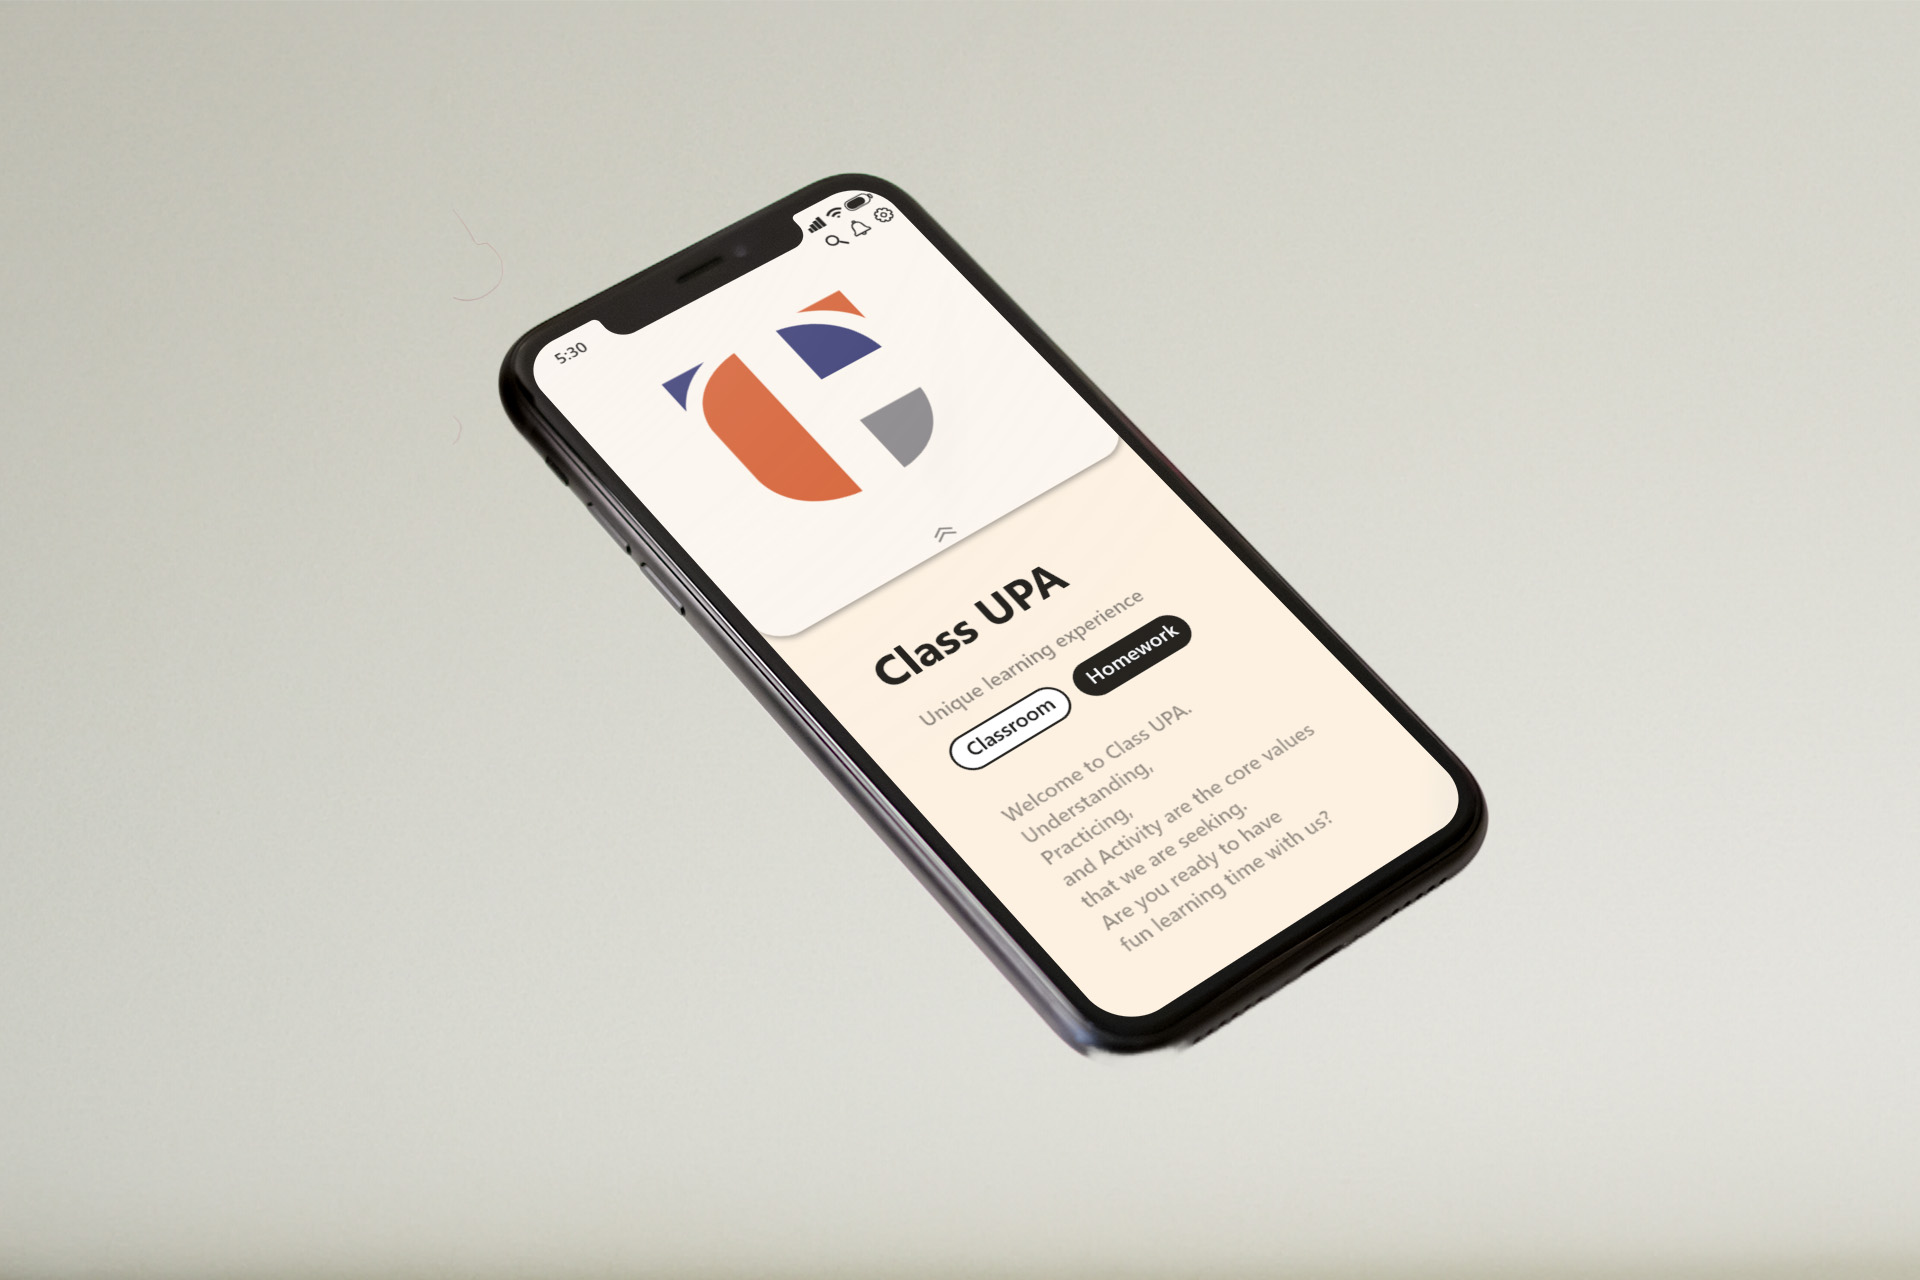 5:30
Class UPA
Unique learning experience
Classroom
Homework
Welcome to Class UPA.
Understanding,
Practicing,
and Activity are the core values
that we are seeking.
Are you ready to have
fun learning time with us?